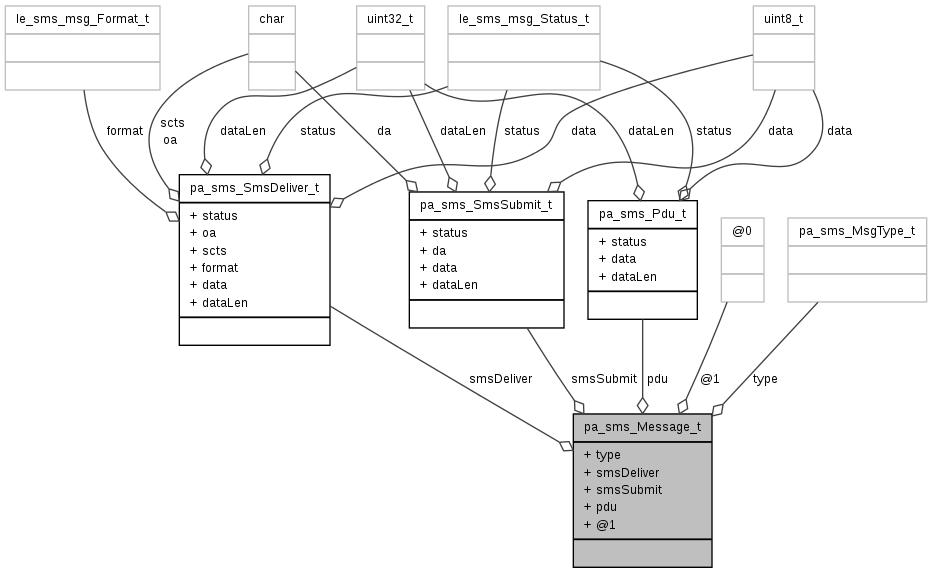 le_sms_msg_Format_t
char
uint32_t
le_sms_msg_Status_t
uint8_t
format
scts
oa
dataLen
status
da
dataLen
status
data
dataLen
status
data
data
pa_sms_SmsDeliver_t
+ status
+ oa
+ scts
+ format
+ data
+ dataLen
pa_sms_SmsSubmit_t
+ status
+ da
+ data
+ dataLen
pa_sms_Pdu_t
+ status
+ data
+ dataLen
@0
pa_sms_MsgType_t
smsDeliver
smsSubmit
pdu
@1
type
pa_sms_Message_t
+ type
+ smsDeliver
+ smsSubmit
+ pdu
+ @1